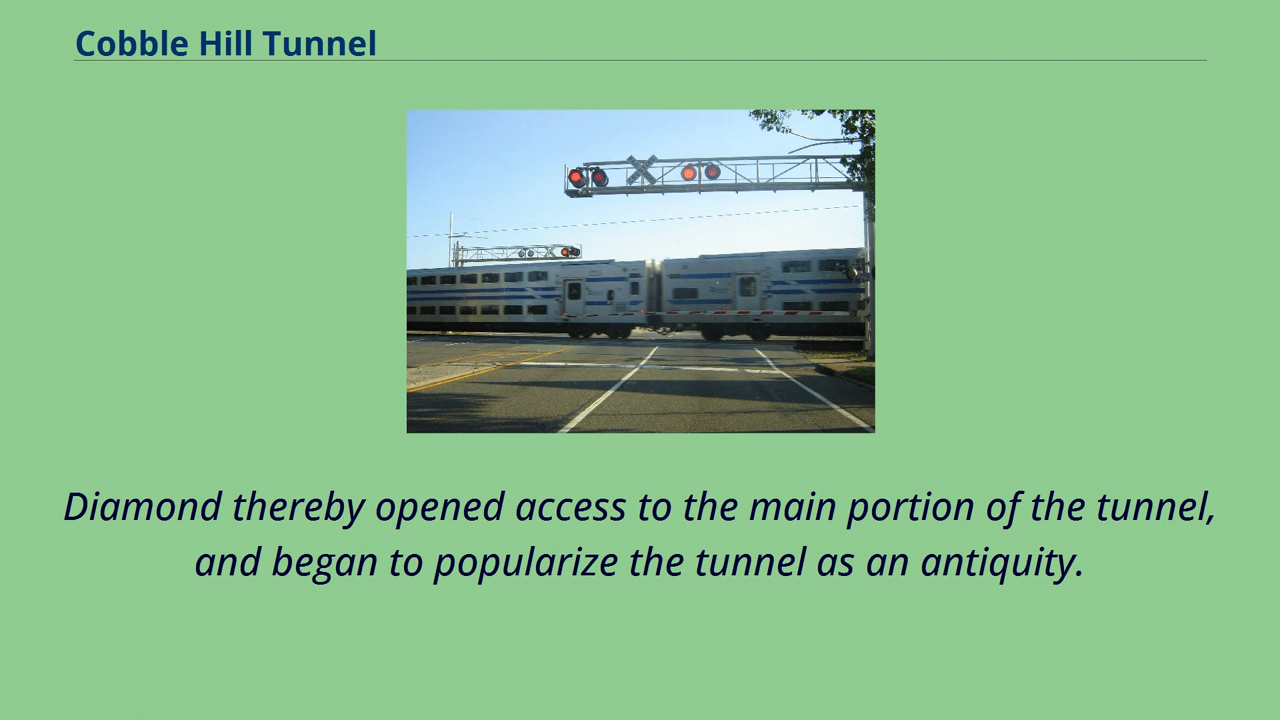 Cobble Hill Tunnel
Diamond thereby opened access to the main portion of the tunnel,
and began to popularize the tunnel as an antiquity.